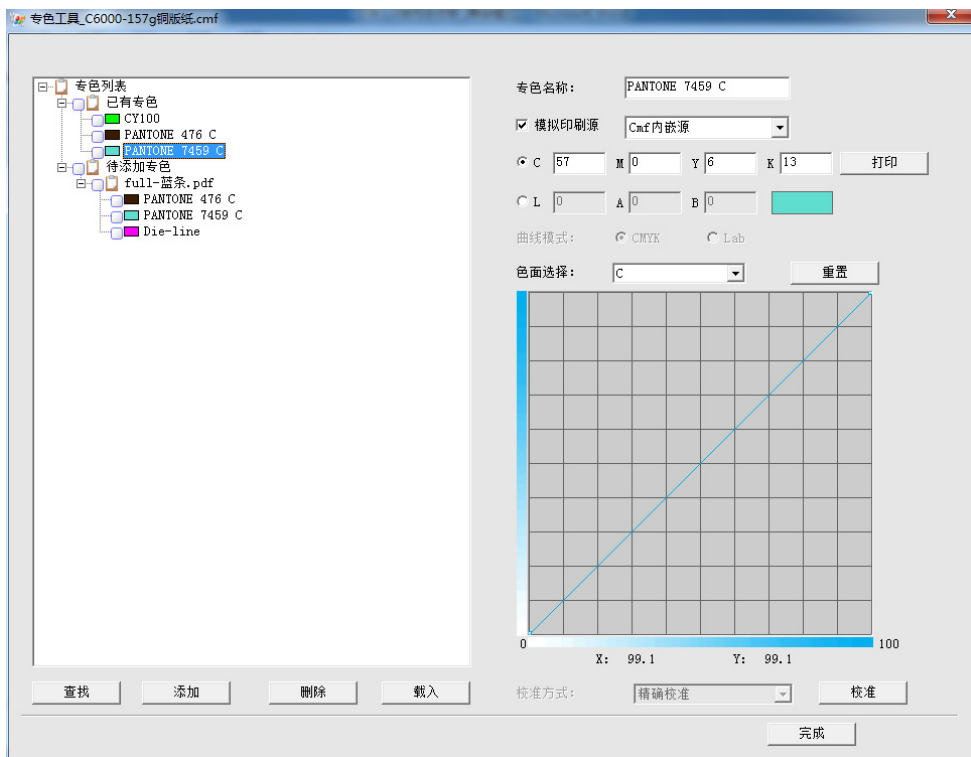 专色工具_C6000-157g铜版纸.cmf
专色列表
已有专色
CY100
PANTONE 476 C
PANTONE 7459 C
待添加专色
full-蓝条.pdf
PANTONE 476 C
PANTONE 7459 C
Die-line
查找 添加 删除 载入
专色名称: PANTONE 7459 C
模拟印刷源 Cmf内嵌源
C 57 M 0 Y 6 K 13 打印
L 0 A 0 B 0
曲线模式: CMYK Lab
色面选择: C 重置
0 100
X: 99.1 Y: 99.1
校准方式: 精确校准 校准
完成